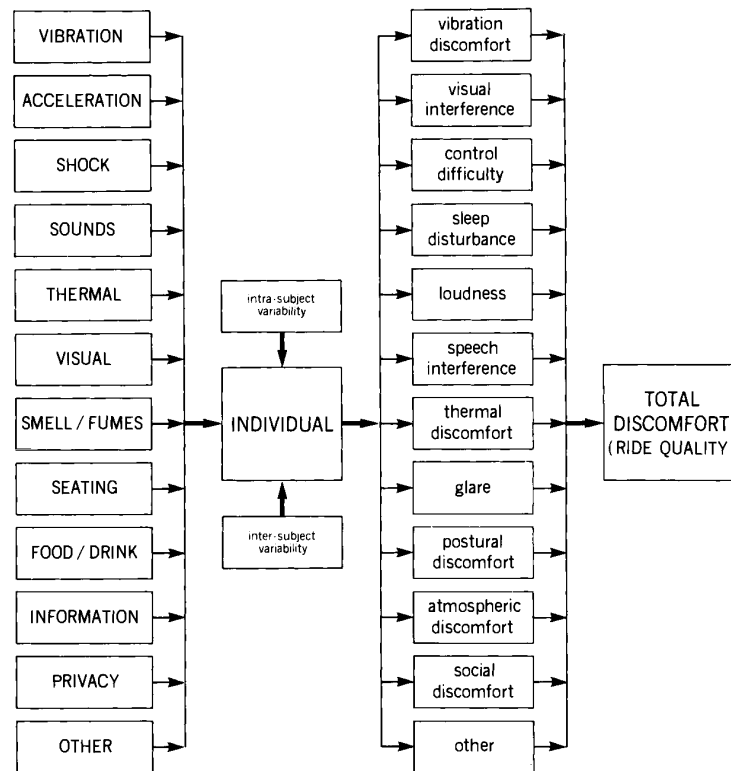 VIBRATION
ACCELERATION
SHOCK
SOUNDS
THERMAL
VISUAL
SMELL / FUMES
SEATING
FOOD / DRINK
INFORMATION
PRIVACY
OTHER
intra-subject
variability
INDIVIDUAL
inter-subject
variability
vibration
discomfort
visual
interference
control
difficulty
sleep
disturbance
loudness
speech
interference
thermal
discomfort
glare
postural
discomfort
atmospheric
discomfort
social
discomfort
other
TOTAL
DISCOMFORT
(RIDE QUALITY